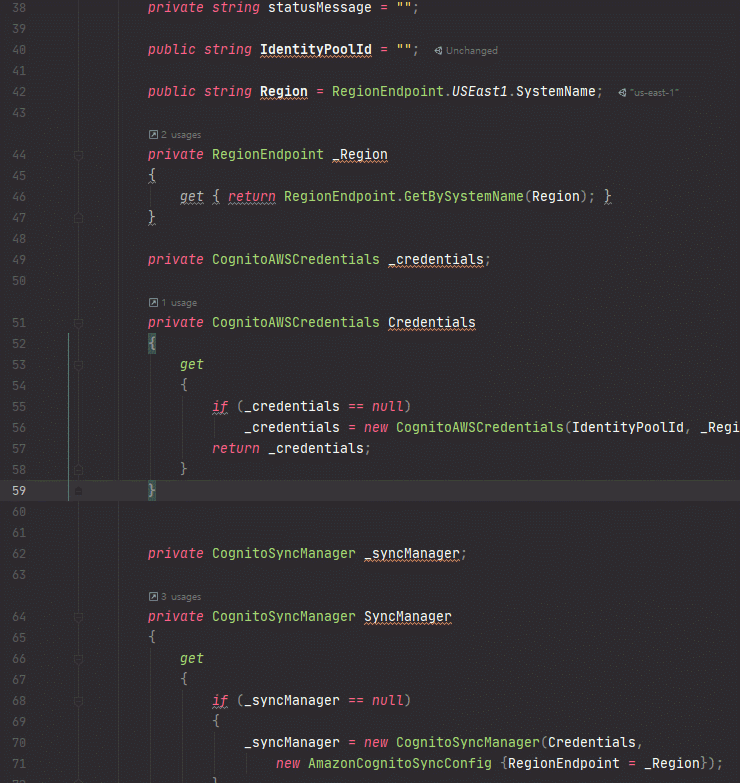 38 private string statusMessage = "";
39
40 public string IdentityPoolId = ""; Unchanged
41
42 public string Region = RegionEndpoint.USEast1.SystemName; "us-east-1"
43
2 usages
44 private RegionEndpoint _Region
45 {
46 get { return RegionEndpoint.GetBySystemName(Region); }
47 }
48
49 private CognitoAWSCredentials _credentials;
50
1 usage
51 private CognitoAWSCredentials Credentials
52 {
53 get
54 {
55 if (_credentials == null)
56 _credentials = new CognitoAWSCredentials(IdentityPoolId, _Regi
57 return _credentials;
58 }
59 }
60
61
62 private CognitoSyncManager _syncManager;
63
3 usages
64 private CognitoSyncManager SyncManager
65 {
66 get
67 {
68 if (_syncManager == null)
69 {
70 _syncManager = new CognitoSyncManager(Credentials,
71 new AmazonCognitoSyncConfig {RegionEndpoint = _Region});